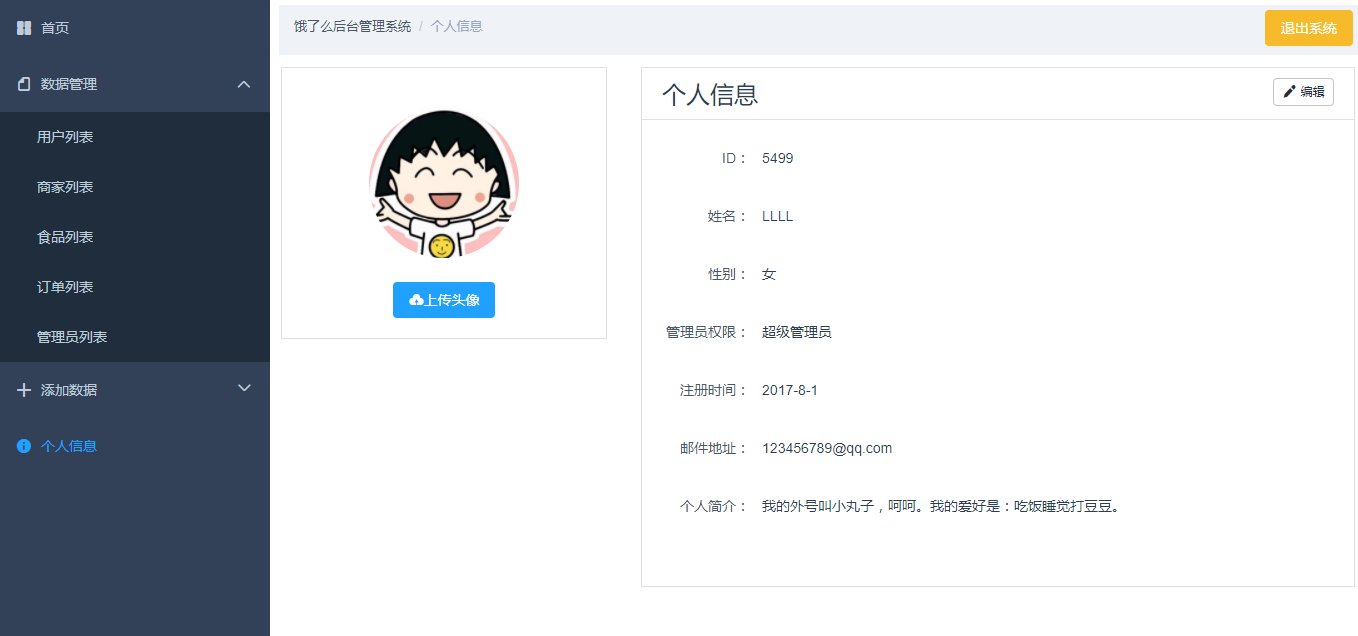 首页
数据管理
用户列表
商家列表
食品列表
订单列表
管理员列表
添加数据
个人信息
饿了么后台管理系统 / 个人信息
退出系统
上传头像
个人信息
编辑
ID： 5499
姓名： LLLL
性别： 女
管理员权限： 超级管理员
注册时间： 2017-8-1
邮件地址： 123456789@qq.com
个人简介： 我的外号叫小丸子，呵呵。我的爱好是：吃饭睡觉打豆豆。